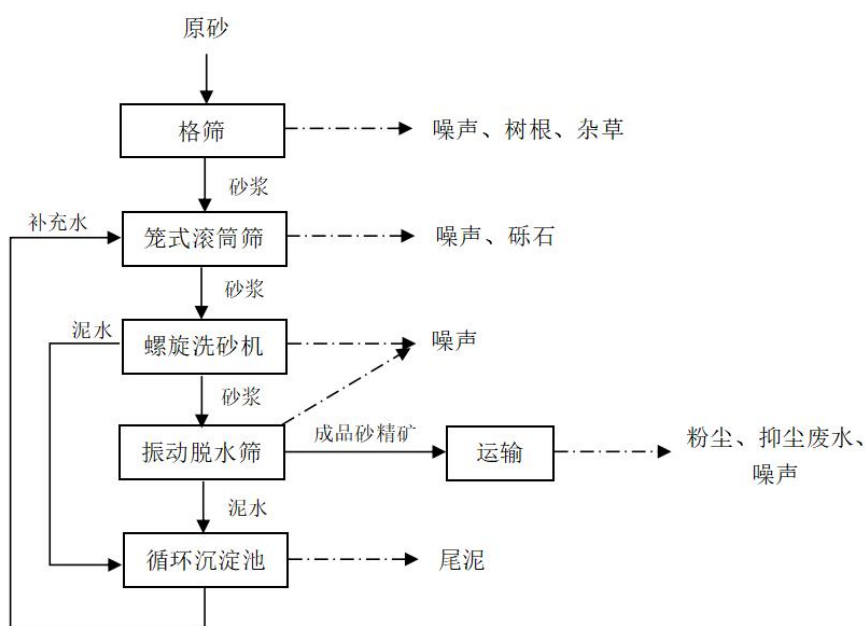 原砂
格筛
噪声、树根、杂草
砂浆
补充水
笼式滚筒筛
噪声、砾石
砂浆
泥水
螺旋洗砂机
噪声
砂浆
振动脱水筛
成品砂精矿
运输
粉尘、抑尘废水、
噪声
泥水
循环沉淀池
尾泥